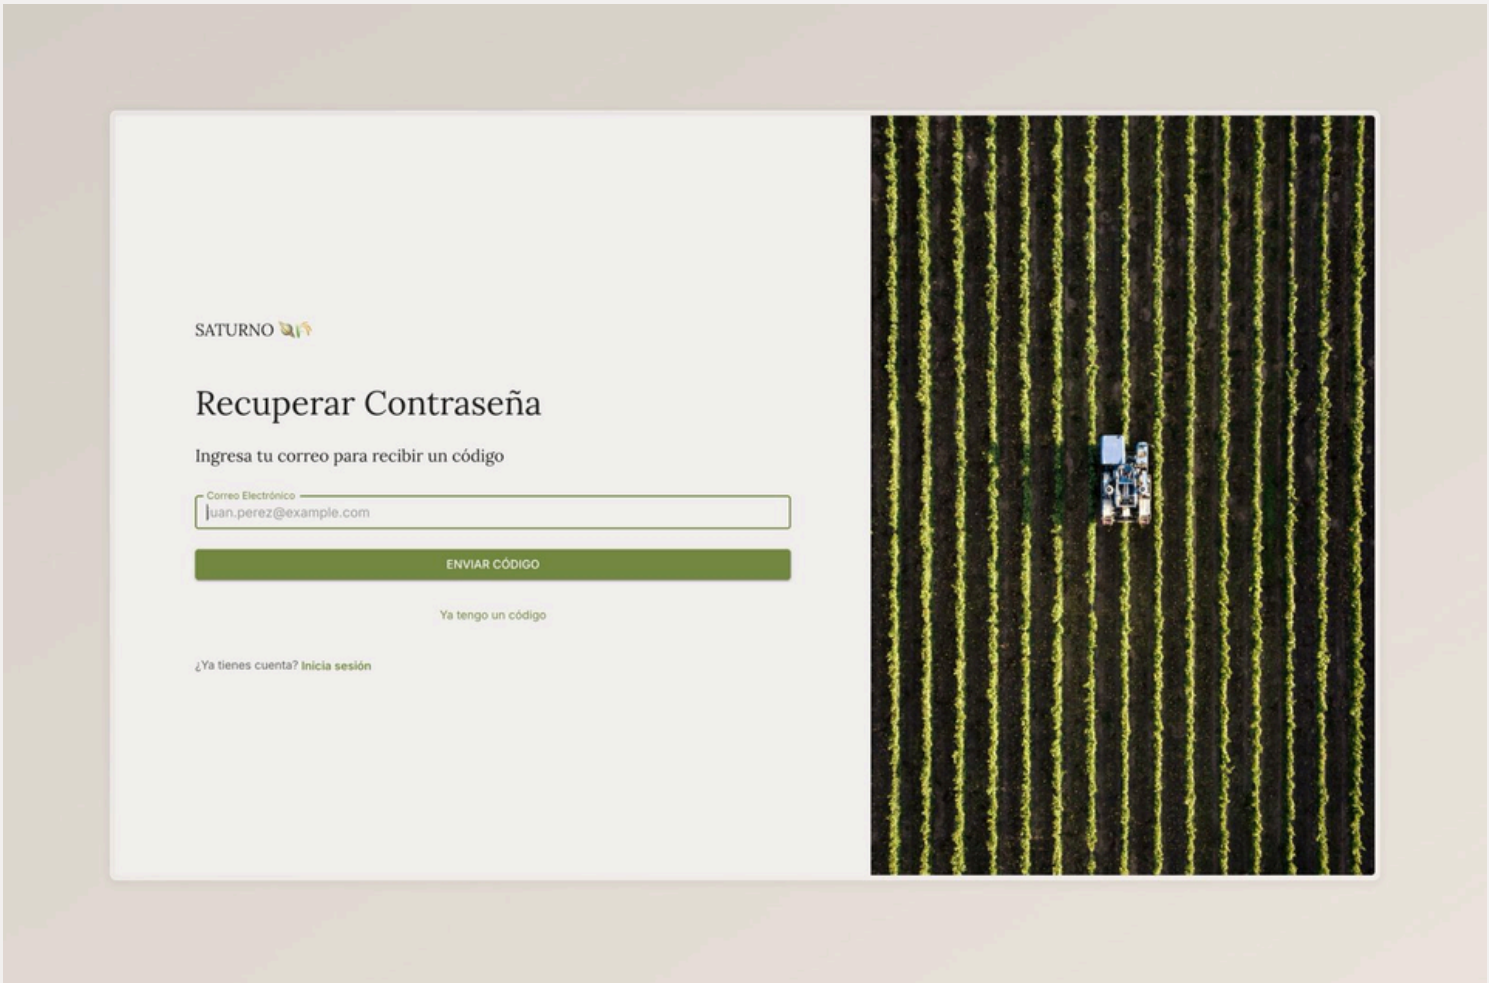 SATURNO
Recuperar Contraseña
Ingresa tu correo para recibir un código
Correo Electrónico
juan.perez@example.com
ENVIAR CÓDIGO
Ya tengo un código
¿Ya tienes cuenta? Inicia sesión